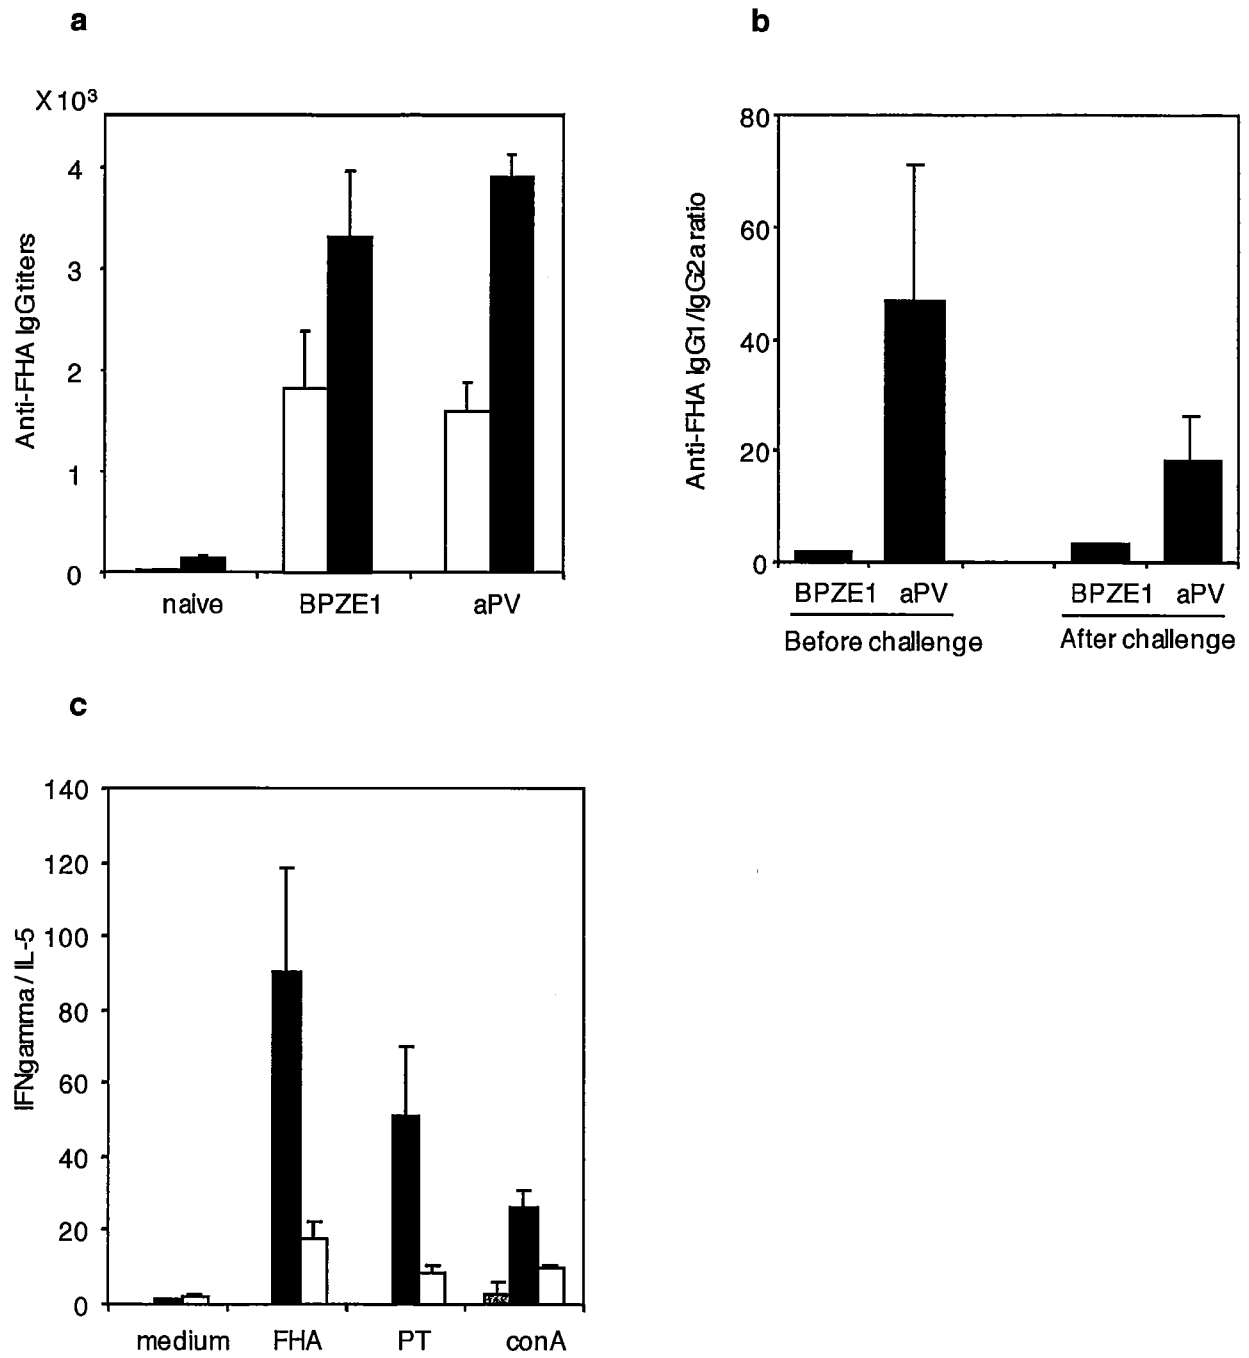 a
X 10³
4
3
2
1
0
Anti-FHA IgG titers
naive BPZE1 aPV
b
80
60
40
20
0
Anti-FHA IgG1/IgG2a ratio
BPZE1 aPV BPZE1 aPV
Before challenge After challenge
c
140
120
100
80
60
40
20
0
IFNgamma / IL-5
medium FHA PT conA